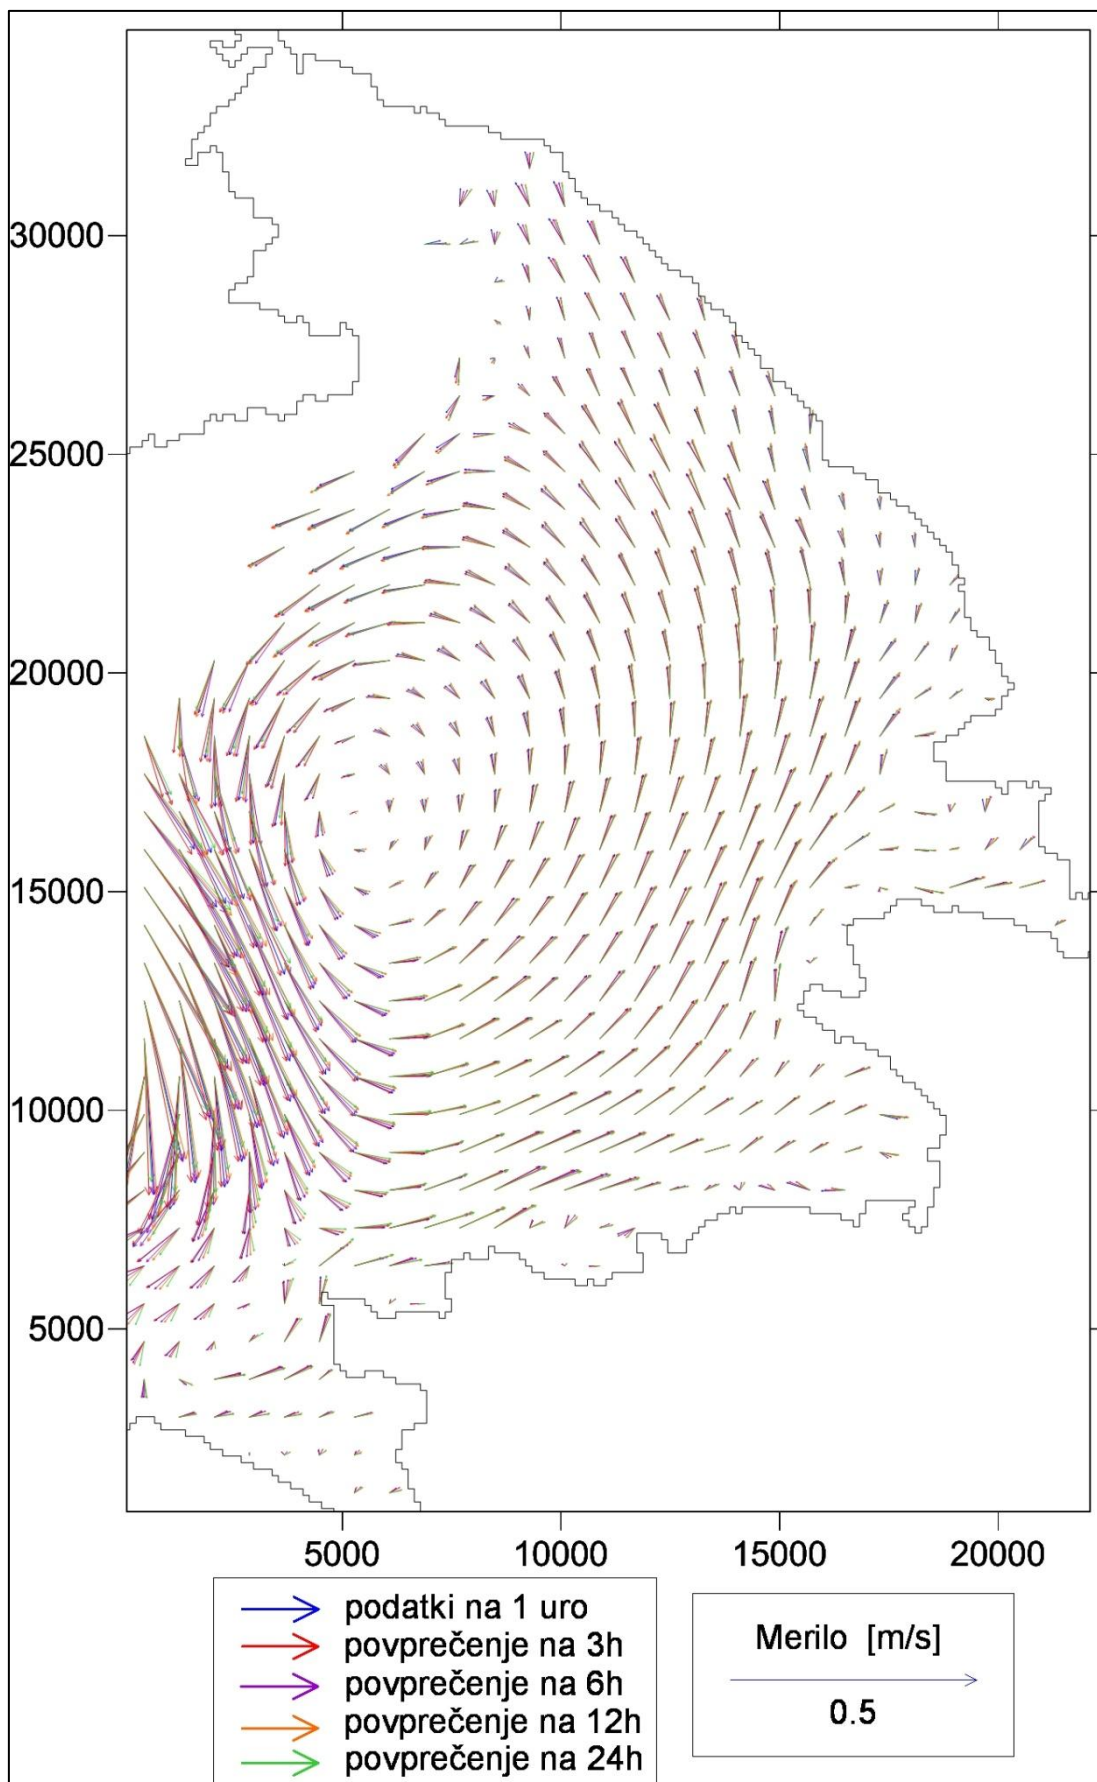 30000
25000
20000
15000
10000
5000
5000 10000 15000 20000
podatki na 1 uro
povprečenje na 3h
povprečenje na 6h
povprečenje na 12h
povprečenje na 24h
Merilo [m/s]
0.5